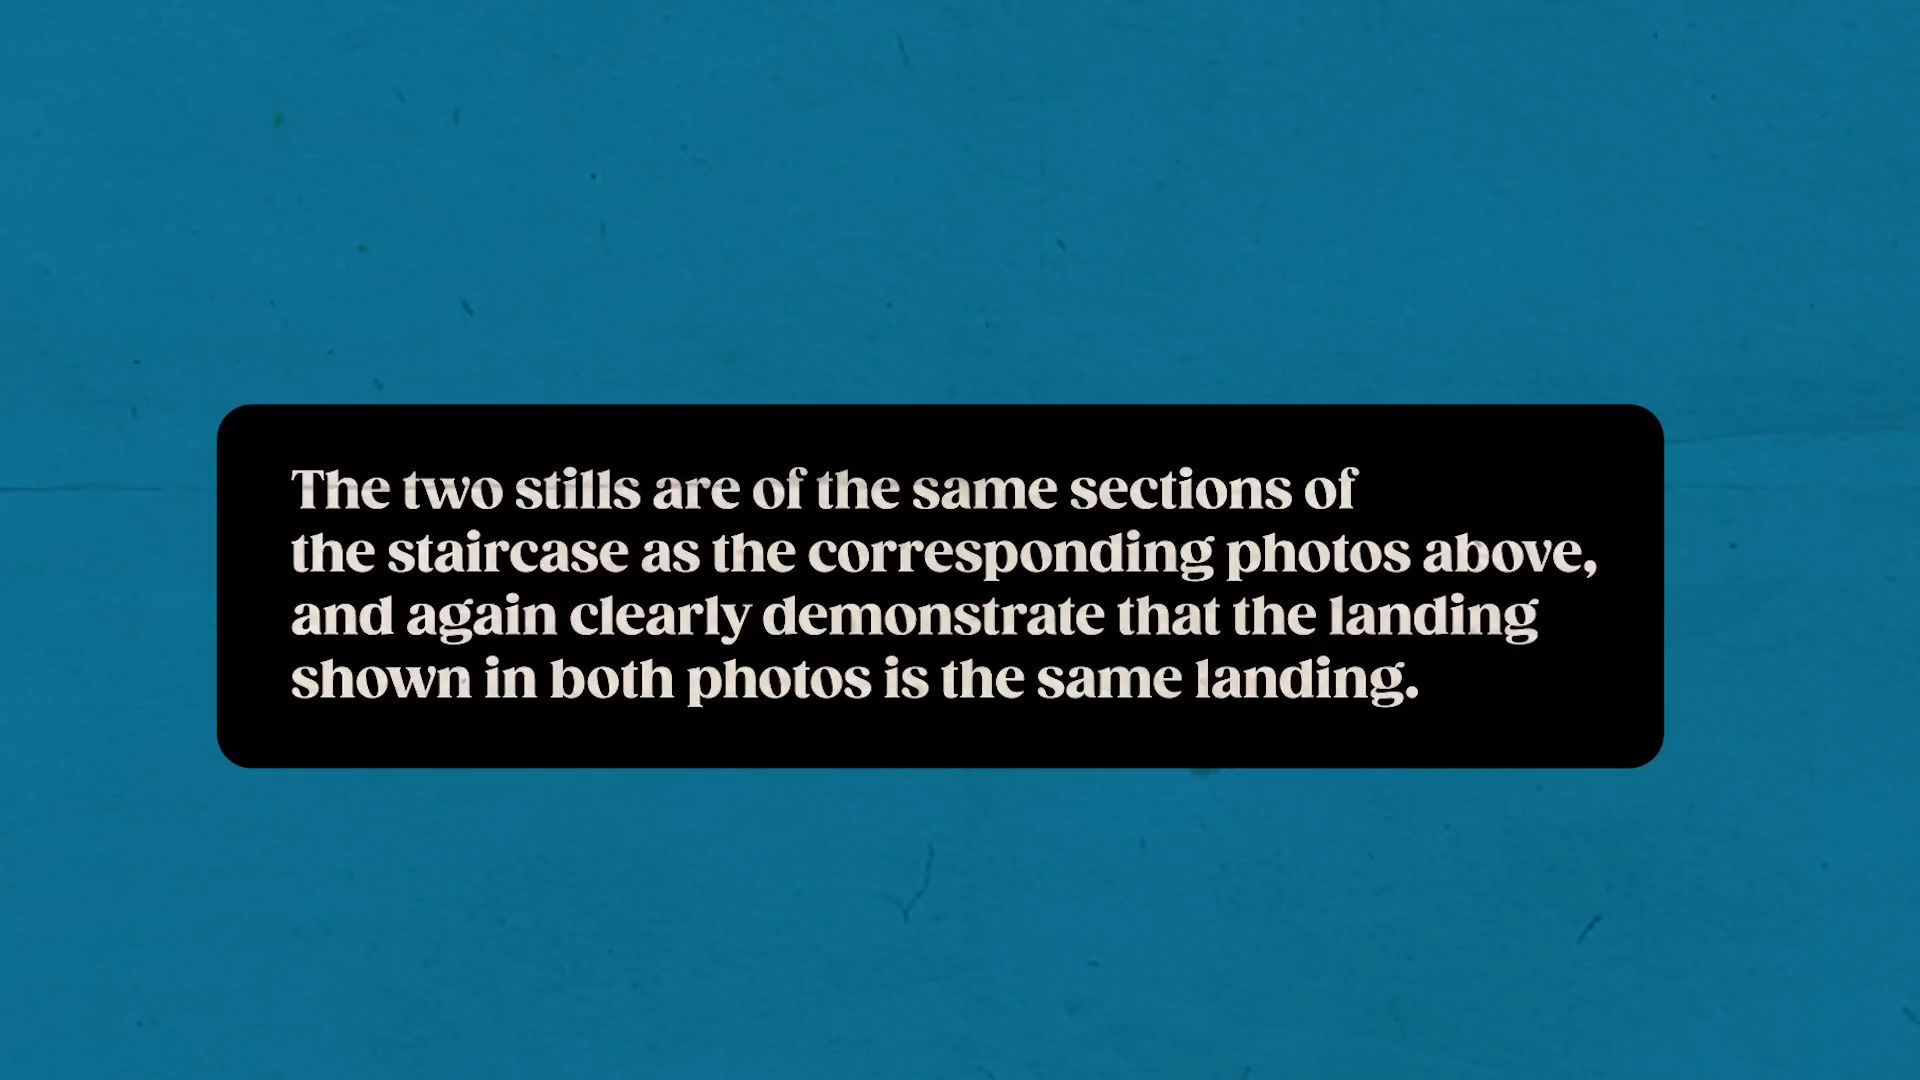 The two stills are of the same sections of
the staircase as the corresponding photos above,
and again clearly demonstrate that the landing
shown in both photos is the same landing.